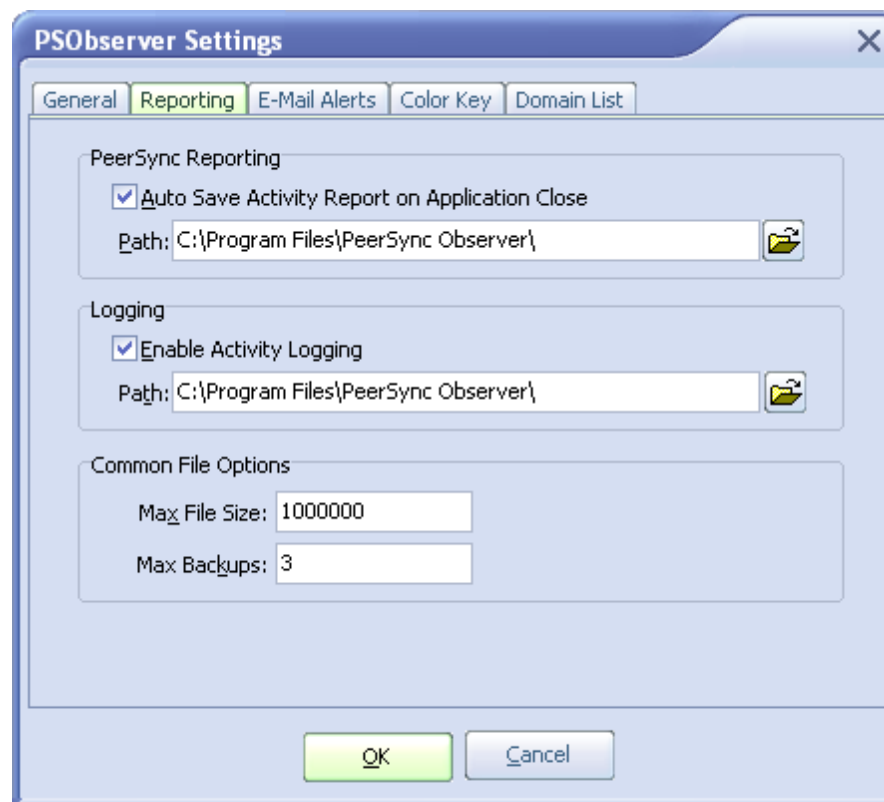 PSObserver Settings
General Reporting E-Mail Alerts Color Key Domain List
PeerSync Reporting
Auto Save Activity Report on Application Close
Path: C:\Program Files\PeerSync Observer\
Logging
Enable Activity Logging
Path: C:\Program Files\PeerSync Observer\
Common File Options
Max File Size: 1000000
Max Backups: 3
OK Cancel